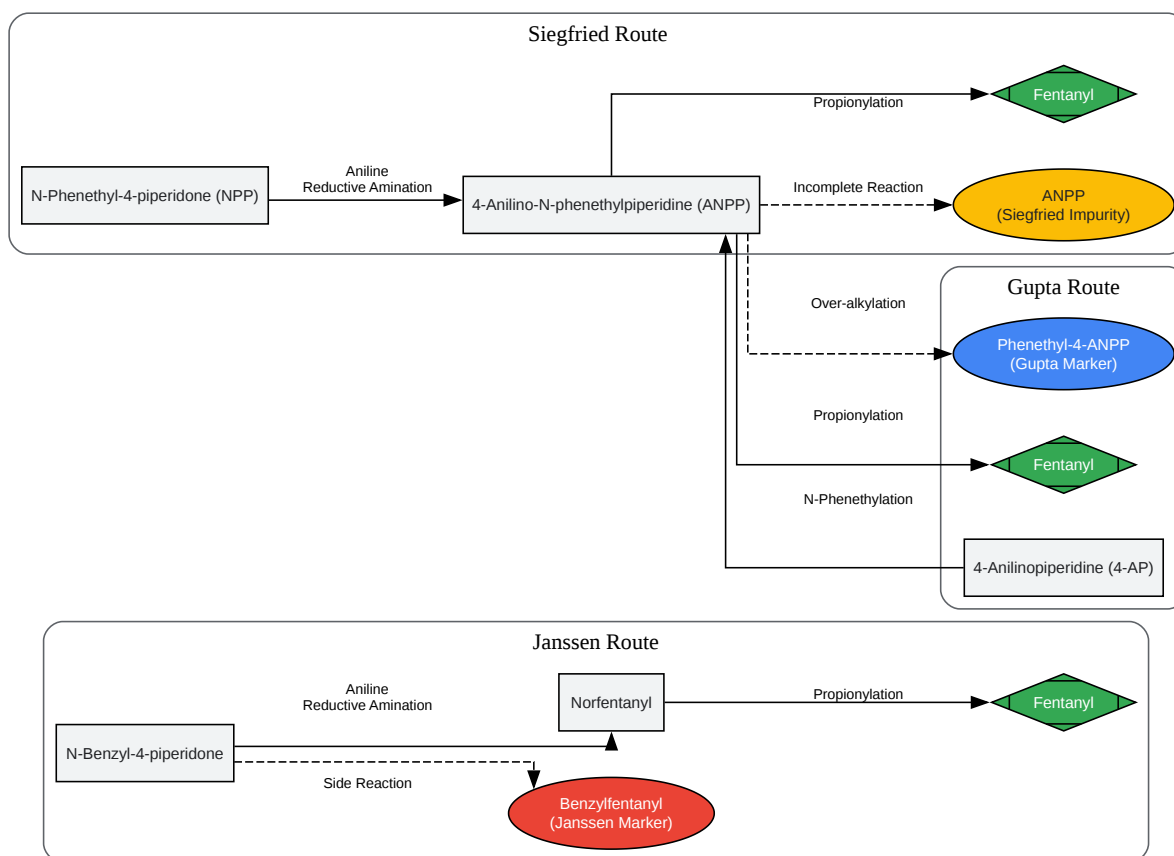 Siegfried Route
Fentanyl
Propionylation
Aniline
Reductive Amination
N-Phenethyl-4-piperidone (NPP)
4-Anilino-N-phenethylpiperidine (ANPP)
Incomplete Reaction
ANPP
(Siegfried Impurity)
Gupta Route
Over-alkylation
Phenethyl-4-ANPP
(Gupta Marker)
Propionylation
Fentanyl
N-Phenethylation
4-Anilinopiperidine (4-AP)
Janssen Route
Aniline
Reductive Amination
Norfentanyl
Propionylation
Fentanyl
N-Benzyl-4-piperidone
Side Reaction
Benzylfentanyl
(Janssen Marker)